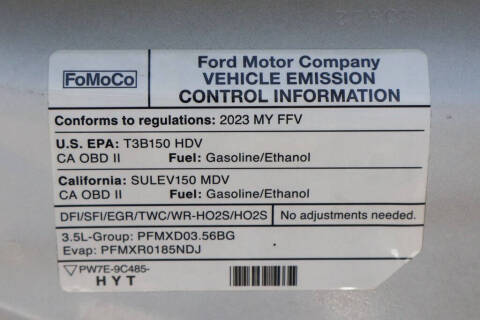 FoMoCo
Ford Motor Company
VEHICLE EMISSION
CONTROL INFORMATION
Conforms to regulations: 2023 MY FFV
U.S. EPA: T3B150 HDV
CA OBD II Fuel: Gasoline/Ethanol
California: SULEV150 MDV
CA OBD II Fuel: Gasoline/Ethanol
DFI/SFI/EGR/TWC/WR-HO2S/HO2S No adjustments needed.
3.5L-Group: PFMXD03.56BG
Evap: PFMXR0185NDJ
PW7E-9C485-
HYT